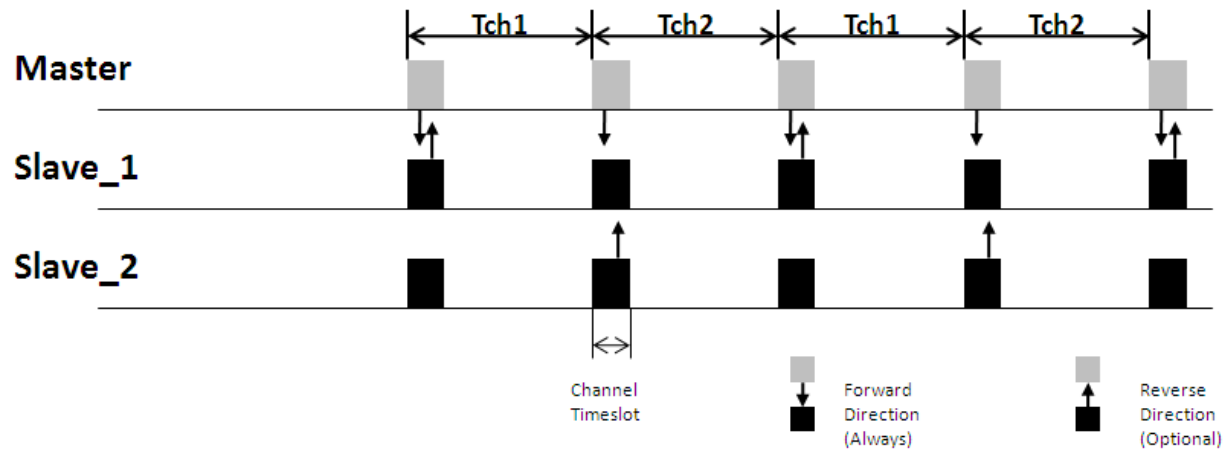 Tch1 Tch2 Tch1 Tch2
Master
Slave_1
Slave_2
Channel
Timeslot
Forward
Direction
(Always)
Reverse
Direction
(Optional)